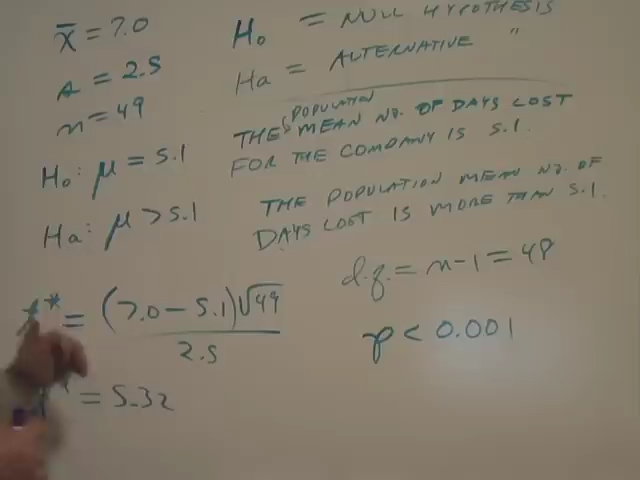 x̄ = 7.0
s = 2.5
n = 49
H₀ : μ = 5.1
Ha : μ > 5.1
t* = (7.0 − 5.1)√49
2.5
= 5.32
H₀ = NULL HYPOTHESIS
Ha = ALTERNATIVE "
POPULATION
THE MEAN NO. OF DAYS LOST
FOR THE COMPANY IS 5.1.
THE POPULATION MEAN NO. OF
DAYS LOST IS MORE THAN 5.1.
d.f. = n − 1 = 48
p < 0.001